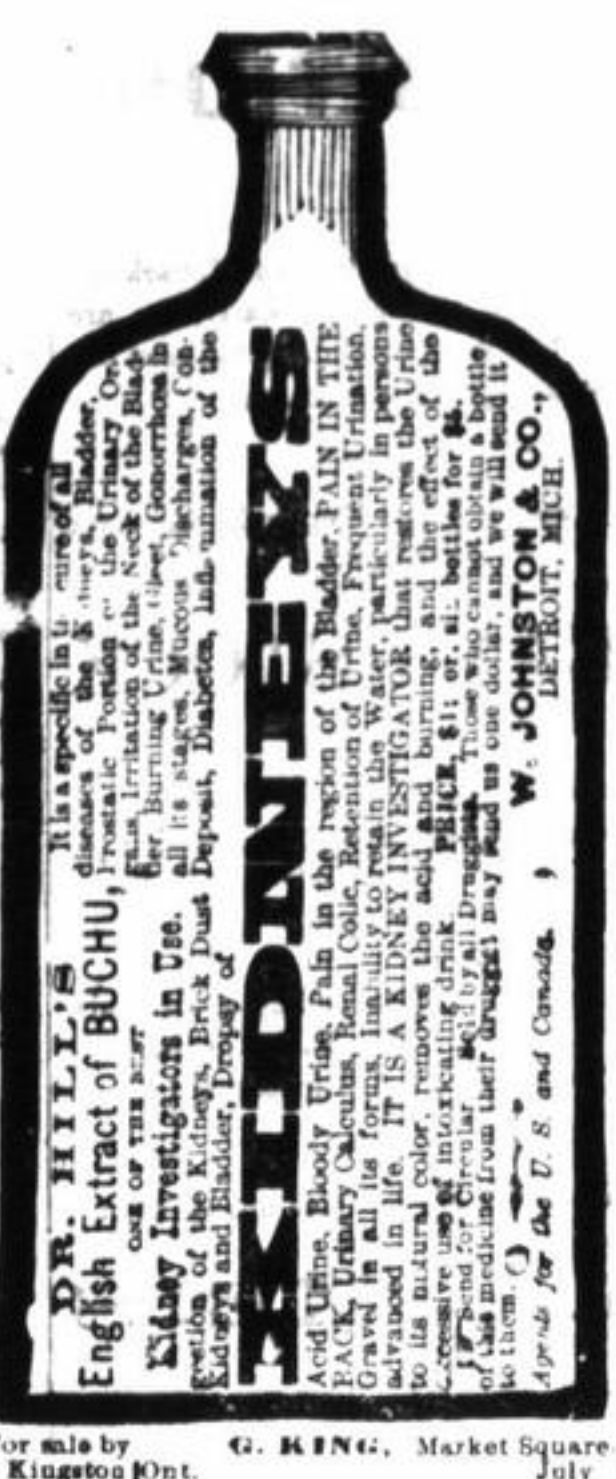 DR. HILL'S
English Extract of BUCHU,
ONE OF THE BEST
Kidney Investigators in Use.
It is a specific in the cure of all
diseases of the Kidneys, Bladder,
Prostatic Portion of the Urinary Or-
Irritation of the Neck of the Blad-
der Burning Urine, Gleet, Gonorrhœa in
all its stages, Mucous Discharges, Con-
gestion of the Kidneys, Brick Dust Deposit, Diabetes, Inflammation of the
Kidneys and Bladder, Dropsy of
KIDNEYS
Acid Urine, Bloody Urine, Pain in the region of the Bladder, PAIN IN THE
BACK, Urinary Calculus, Renal Colic, Retention of Urine, Frequent Urination,
Gravel in all its forms, Inability to retain the Water, particularly in persons
advanced in life. IT IS A KIDNEY INVESTIGATOR that restores the Urine
to its natural color, removes the acid and burning, and the effect of the
excessive use of intoxicating drink. PRICE, $1; or, six bottles for $5.
Send for Circular. Sold by all Druggists. Those who cannot obtain a bottle
of this medicine from their druggist may send us one dollar, and we will send it
to them.
W. JOHNSTON & CO.,
Agents for the U. S. and Canada. DETROIT, MICH.
For sale by G. KING, Market Square
Kingston Ont. July